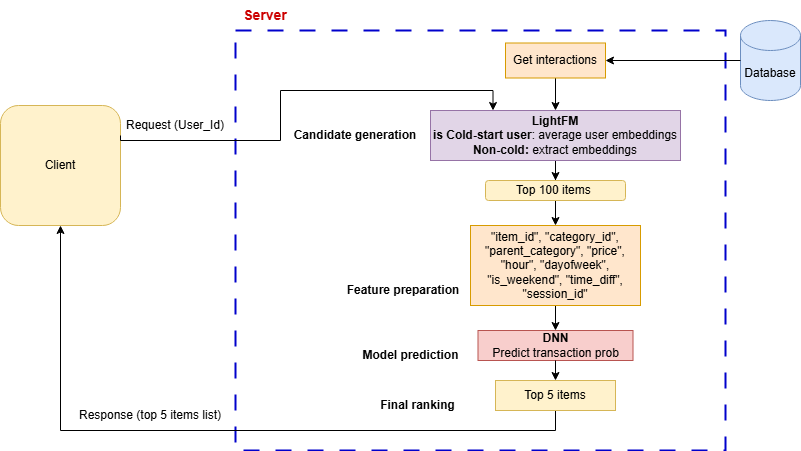 Server
Get interactions
Database
Request (User_Id)
Client
Candidate generation
LightFM
is Cold-start user: average user embeddings
Non-cold: extract embeddings
Top 100 items
"item_id", "category_id",
"parent_category", "price",
"hour", "dayofweek",
"is_weekend", "time_diff",
"session_id"
Feature preparation
DNN
Predict transaction prob
Model prediction
Top 5 items
Final ranking
Response (top 5 items list)